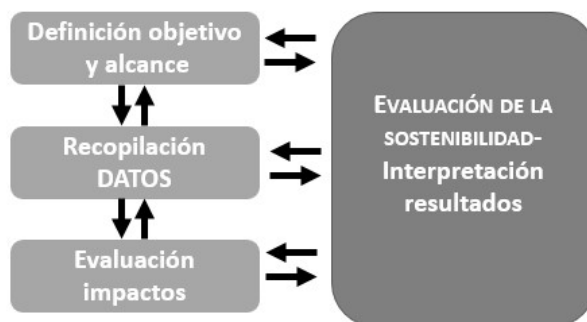 Definición objetivo
y alcance
Recopilación
DATOS
Evaluación
impactos
EVALUACIÓN DE LA
SOSTENIBILIDAD-
Interpretación
resultados